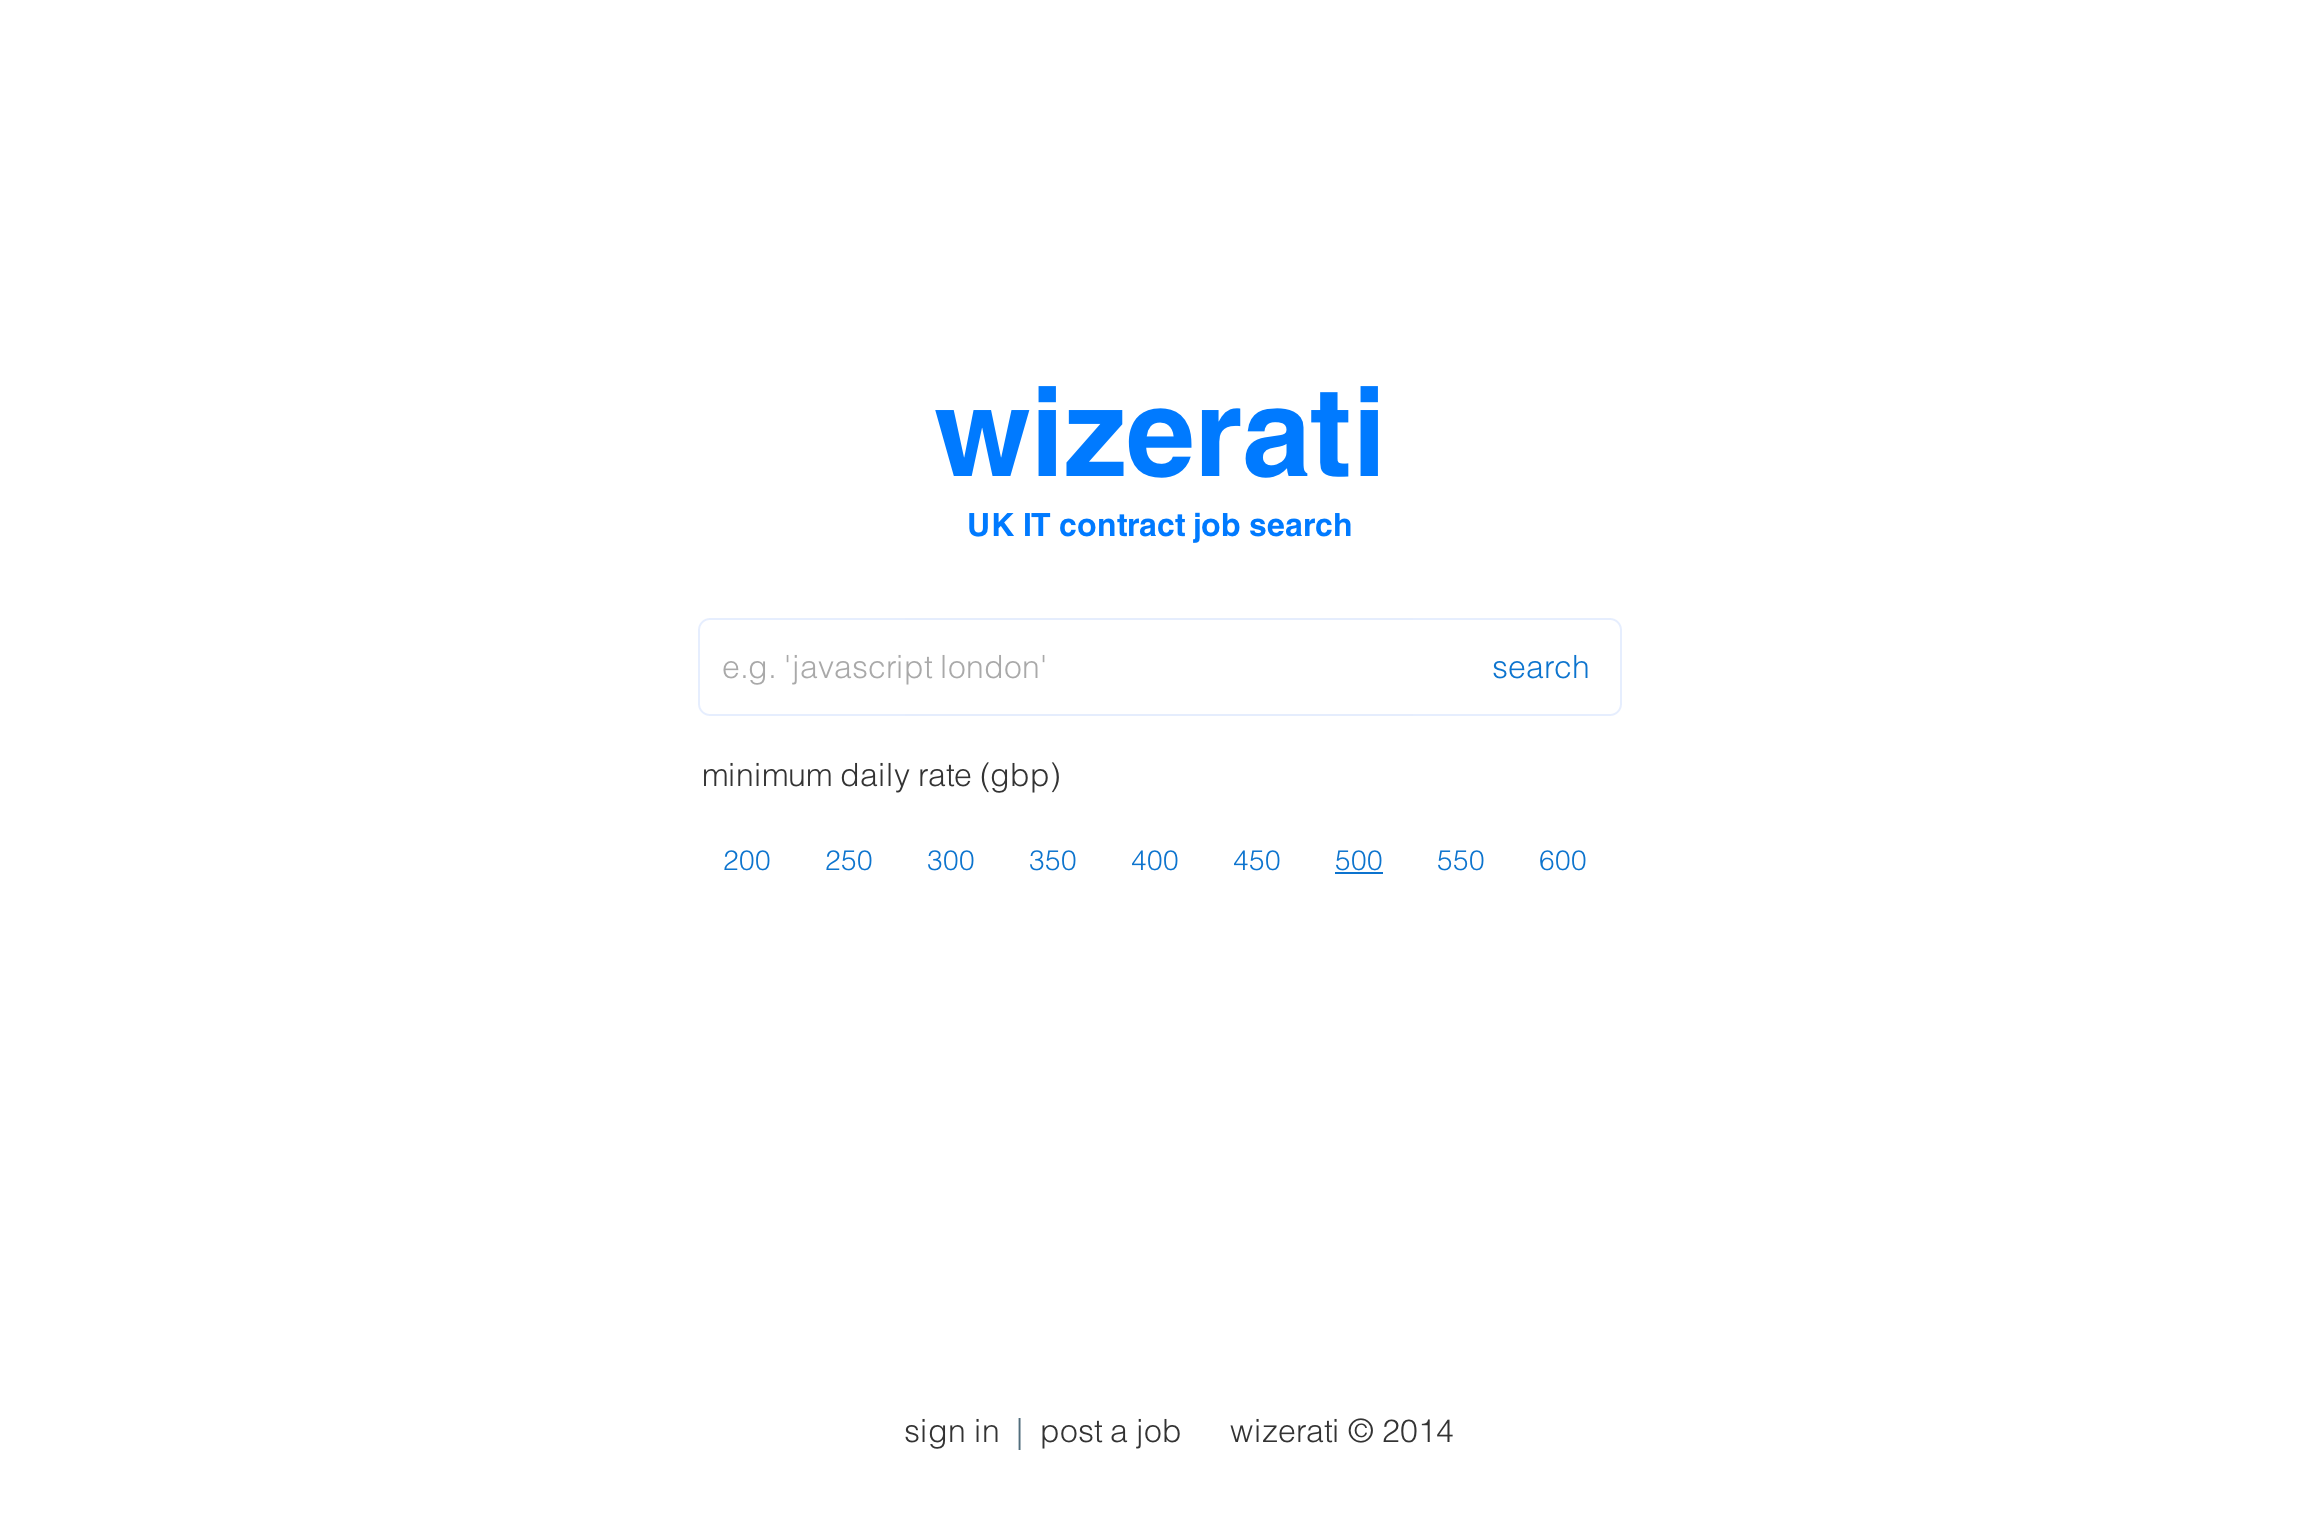 wizerati
UK IT contract job search
e.g. 'javascript london' search
minimum daily rate (gbp)
200 250 300 350 400 450 500 550 600
sign in | post a job wizerati © 2014